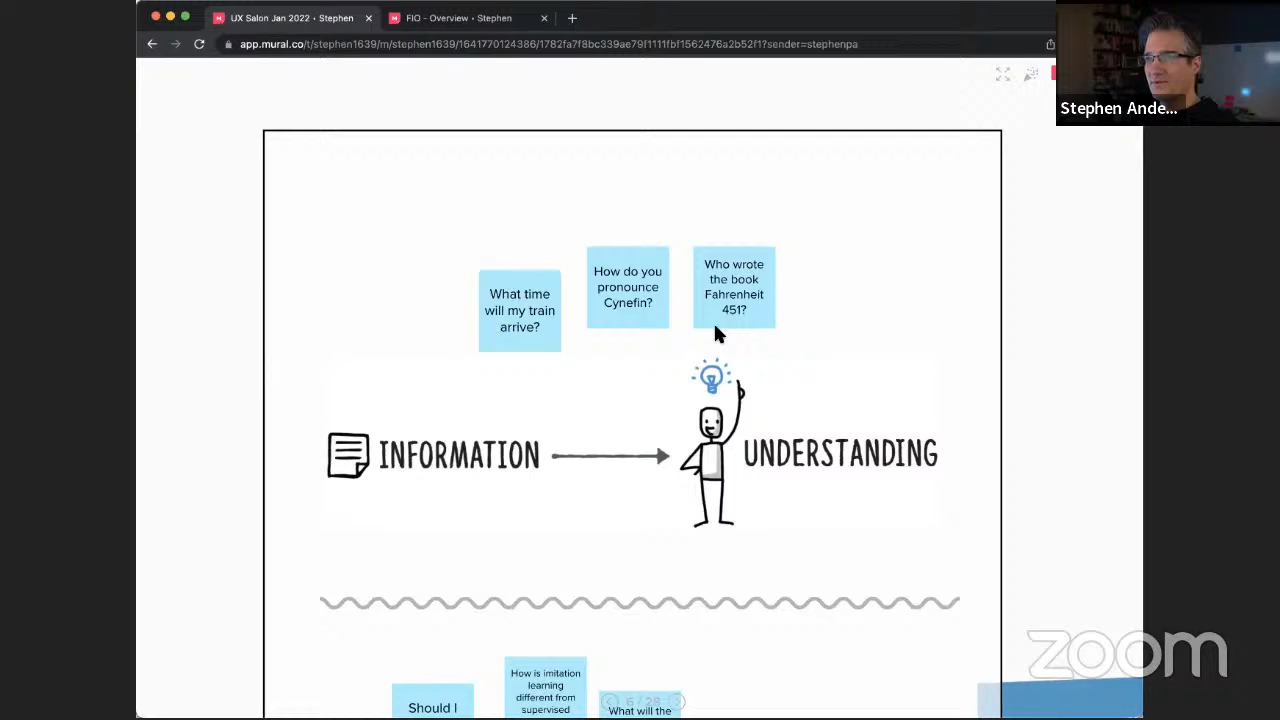 UX Salon Jan 2022 • Stephen
FIO - Overview • Stephen
app.mural.co/t/stephen1639/m/stephen1639/1641770124386/1782fa7f8bc339ae79f1111fbf1562476a2b52f1?sender=stephenpa
Stephen Ande...
What time
will my train
arrive?
How do you
pronounce
Cynefin?
Who wrote
the book
Fahrenheit
451?
INFORMATION
UNDERSTANDING
Should I
How is imitation
learning
different from
supervised
What will the
6 / 28
zoom